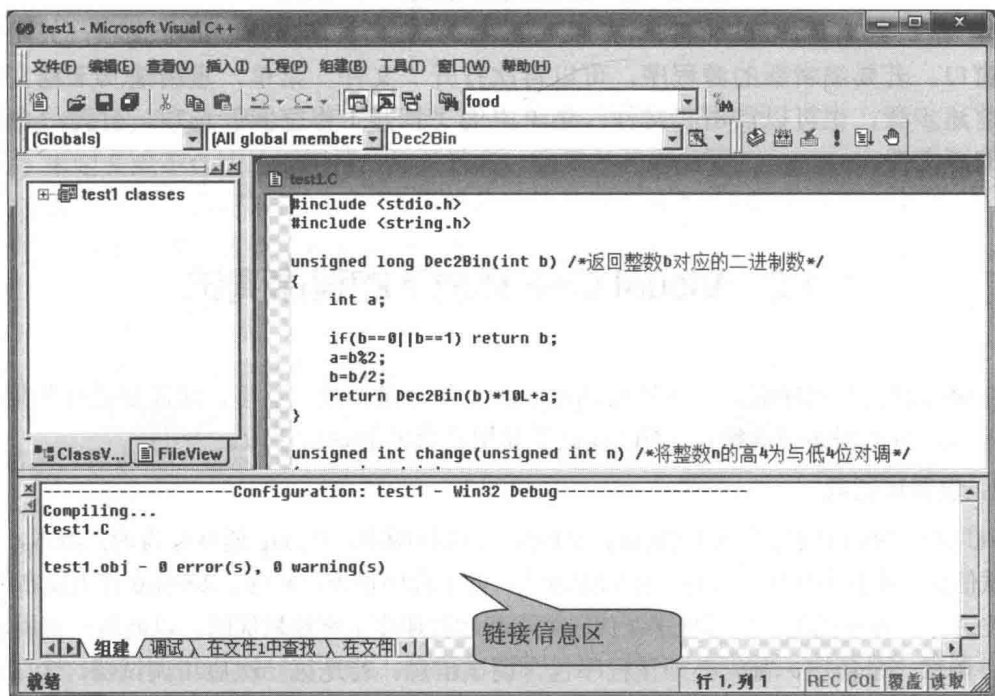 test1 - Microsoft Visual C++
文件(F) 编辑(E) 查看(V) 插入(I) 工程(P) 组建(B) 工具(T) 窗口(W) 帮助(H)
food
(Globals) (All global members Dec2Bin
test1 classes
ClassV... FileView
test1.C
#include <stdio.h>
#include <string.h>
unsigned long Dec2Bin(int b) /*返回整数b对应的二进制数*/
{
int a;
if(b==0||b==1) return b;
a=b%2;
b=b/2;
return Dec2Bin(b)*10L+a;
}
unsigned int change(unsigned int n) /*将整数n的高4为与低4位对调*/
--------------------Configuration: test1 - Win32 Debug--------------------
Compiling...
test1.C
test1.obj - 0 error(s), 0 warning(s)
链接信息区
组建 调试 在文件1中查找 在文件
就绪 行 1, 列 1 REC COL 覆盖 读取